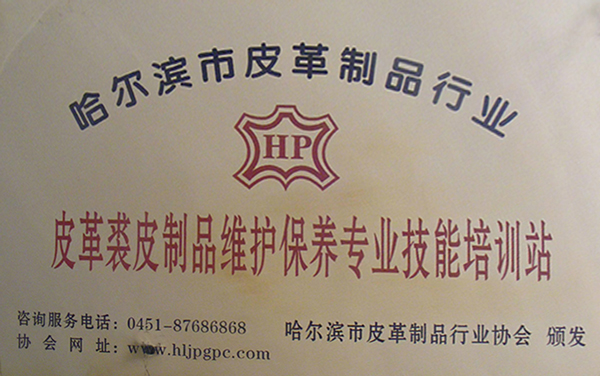 哈尔滨市皮革制品行业
HP
皮革裘皮制品维护保养专业技能培训站
咨询服务电话：0451-87686868
协会网址：www.hljpgpc.com
哈尔滨市皮革制品行业协会 颁发